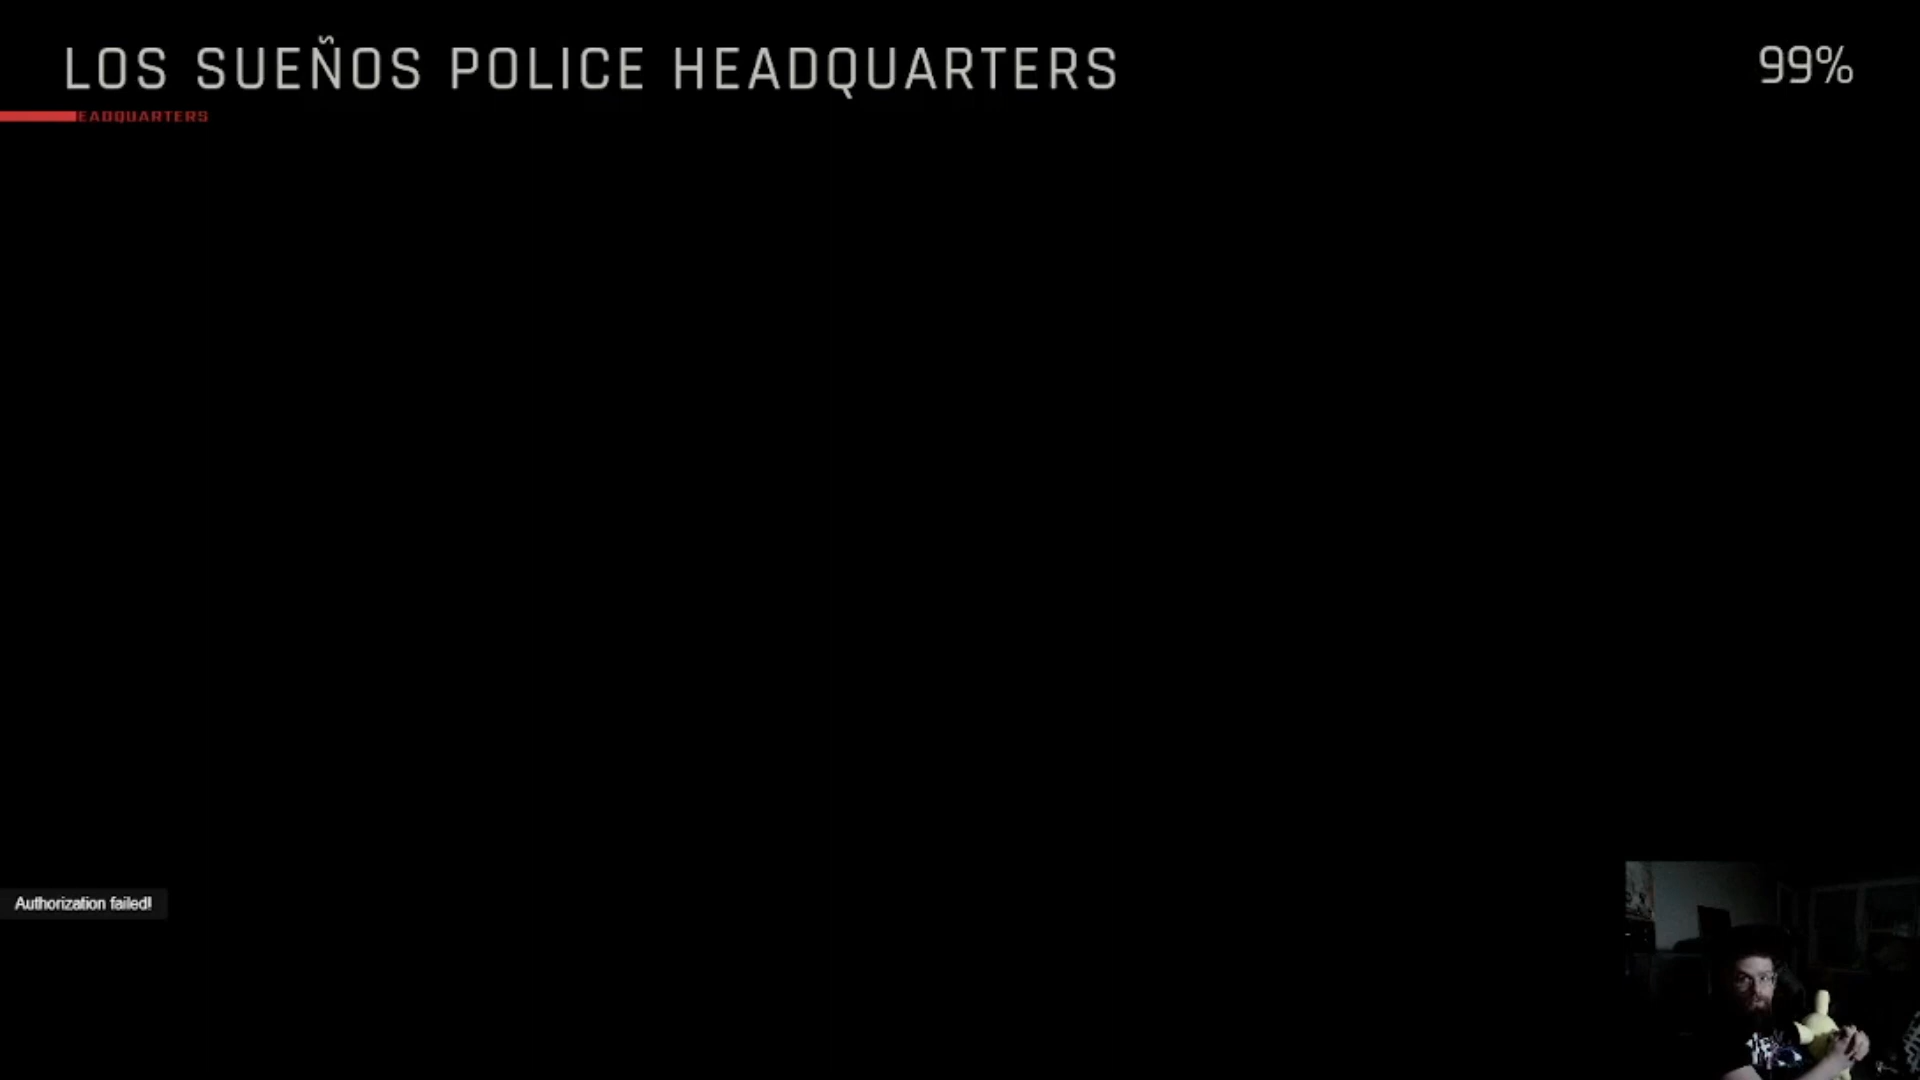 LOS SUEÑOS POLICE HEADQUARTERS
99%
EADQUARTERS
Authorization failed!